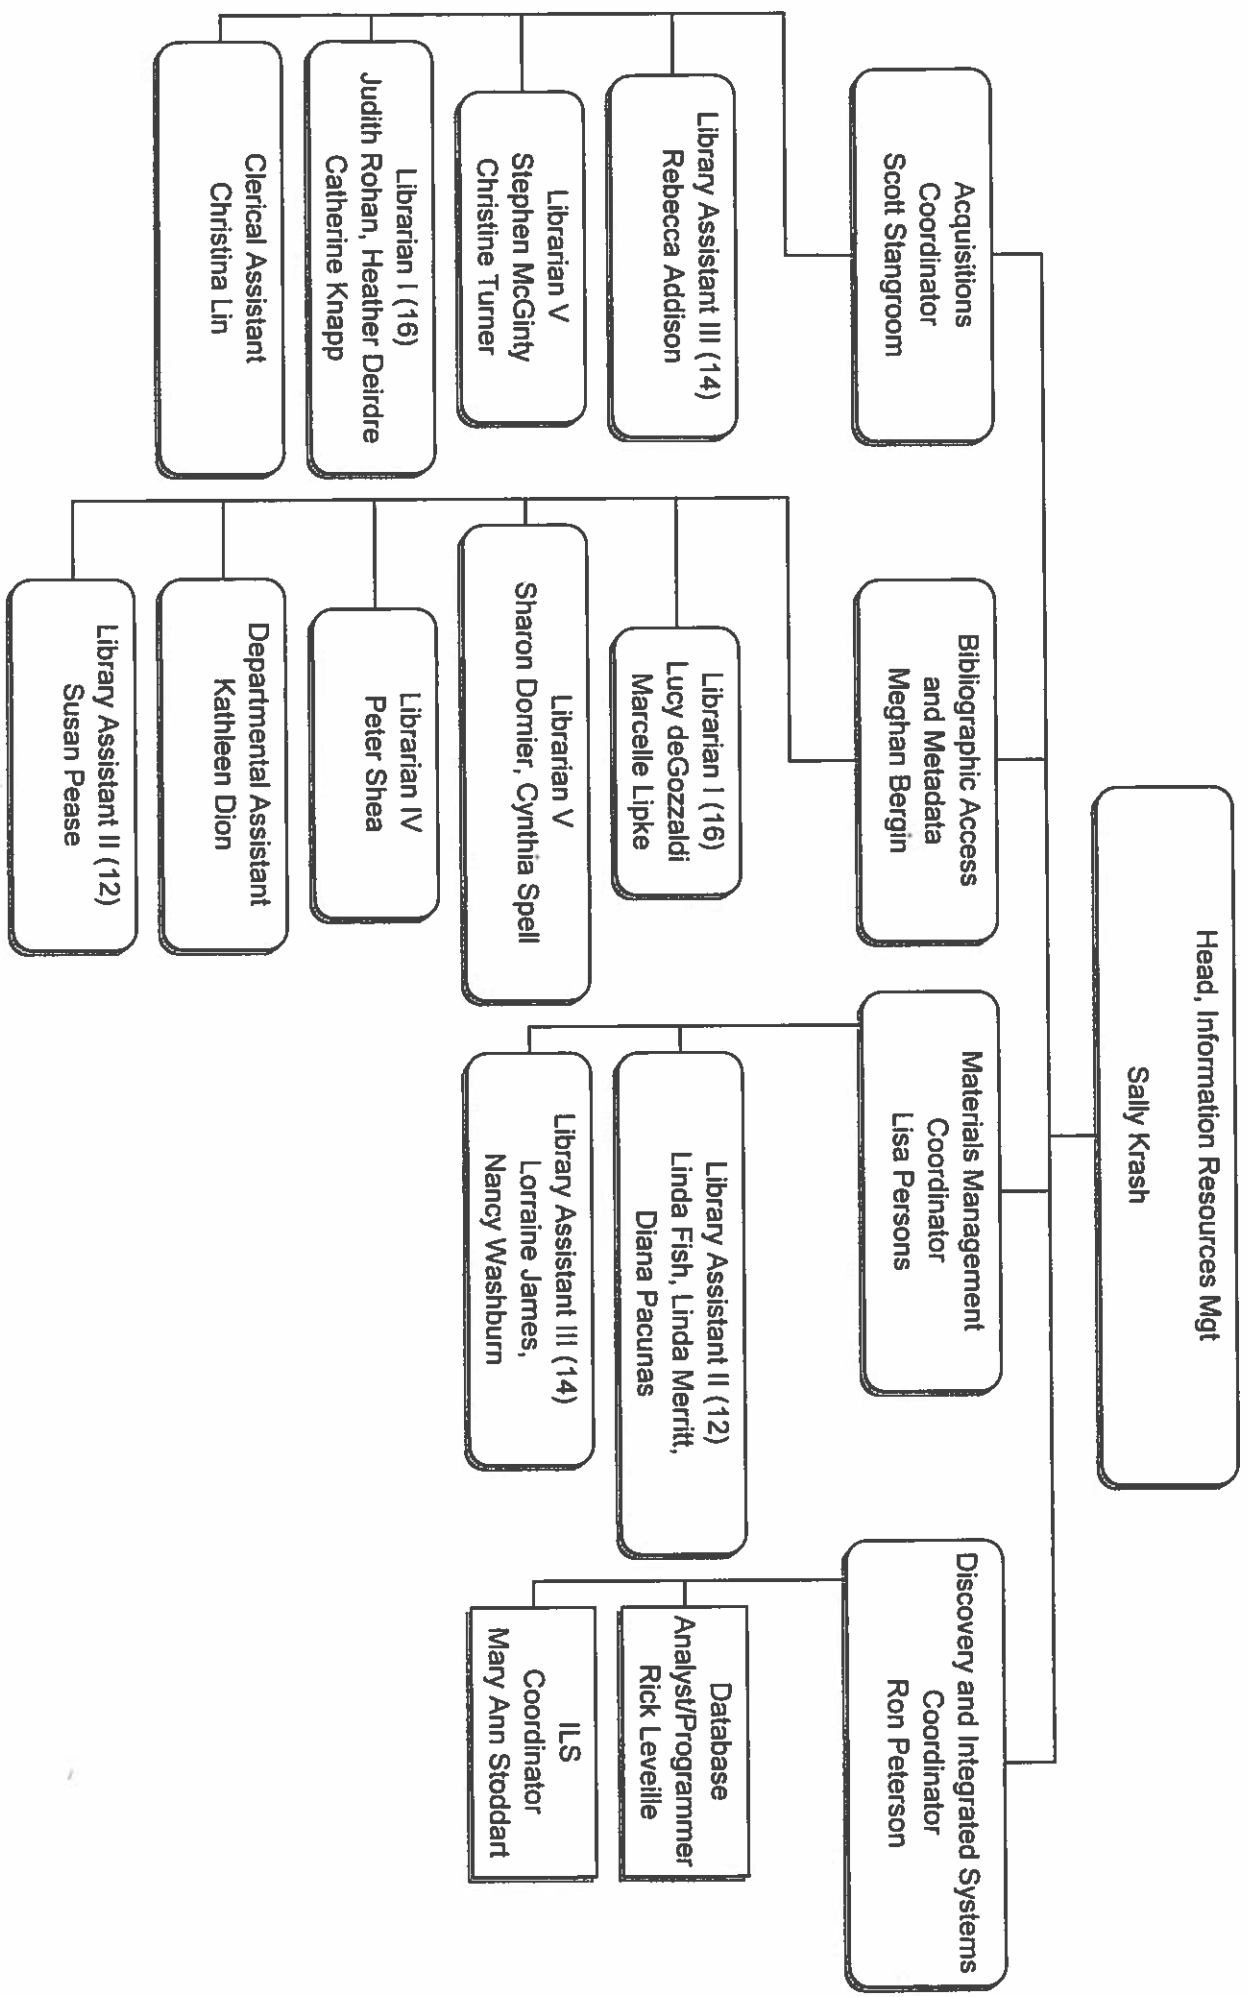 Head, Information Resources Mgt
Sally Krash
Acquisitions
Coordinator
Scott Stangroom
Library Assistant III (14)
Rebecca Addison
Librarian V
Stephen McGinty
Christine Turner
Librarian I (16)
Judith Rohan, Heather Deirdre
Catherine Knapp
Clerical Assistant
Christina Lin
Bibliographic Access
and Metadata
Meghan Bergin
Librarian I (16)
Lucy deGozzaldi
Marcelle Lipke
Librarian V
Sharon Domier, Cynthia Spell
Librarian IV
Peter Shea
Departmental Assistant
Kathleen Dion
Library Assistant II (12)
Susan Pease
Materials Management
Coordinator
Lisa Persons
Library Assistant II (12)
Linda Fish, Linda Merritt,
Diana Pacunas
Library Assistant III (14)
Lorraine James,
Nancy Washburn
Discovery and Integrated Systems
Coordinator
Ron Peterson
Database
Analyst/Programmer
Rick Leveille
ILS
Coordinator
Mary Ann Stoddart